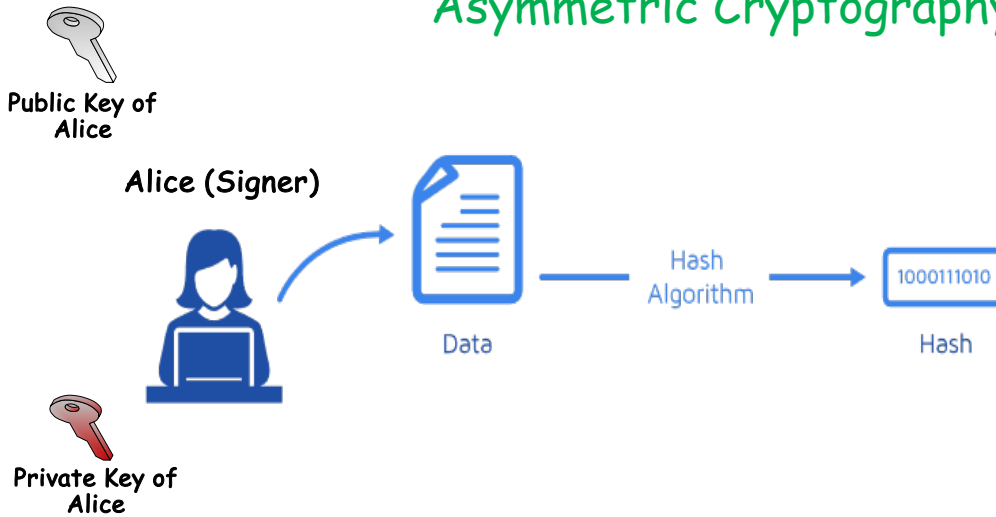 Asymmetric Cryptography
Public Key of
Alice
Alice (Signer)
Hash
Algorithm
1000111010
Data
Hash
Private Key of
Alice